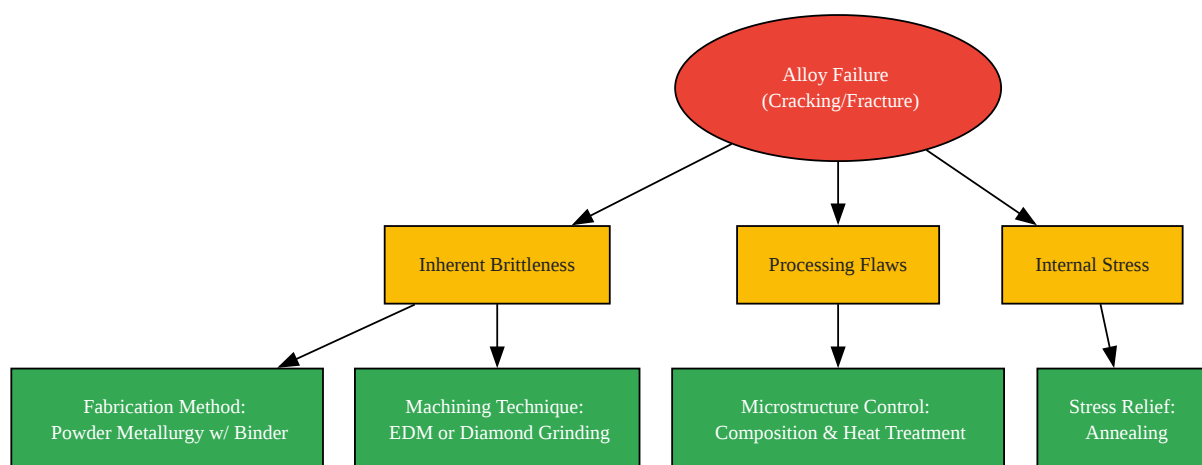 Alloy Failure
(Cracking/Fracture)
Inherent Brittleness
Processing Flaws
Internal Stress
Fabrication Method:
Powder Metallurgy w/ Binder
Machining Technique:
EDM or Diamond Grinding
Microstructure Control:
Composition & Heat Treatment
Stress Relief:
Annealing